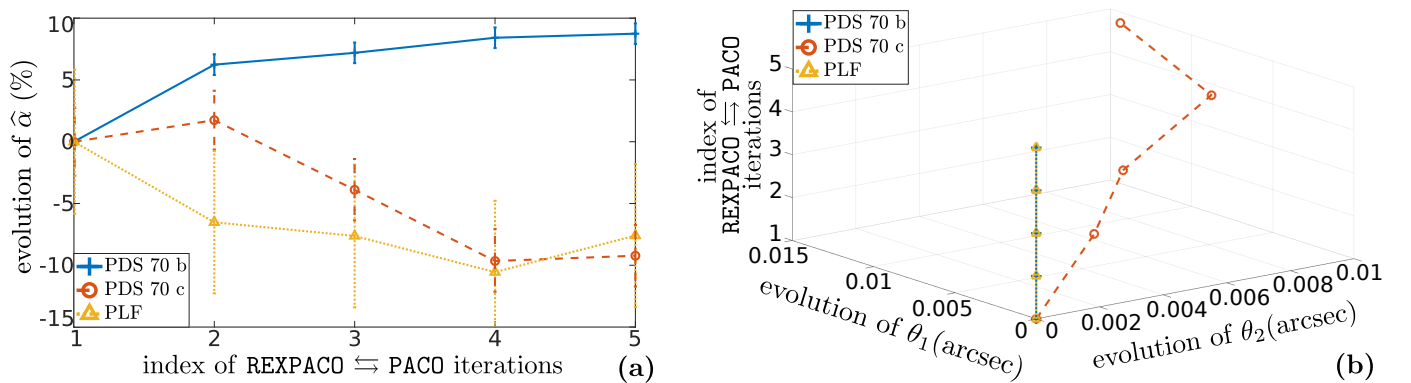 10
5
0
-5
-10
-15
evolution of α̂ (%)
PDS 70 b
PDS 70 c
PLF
1 2 3 4 5
index of REXPACO ⇆ PACO iterations
(a)
PDS 70 b
PDS 70 c
PLF
index of
REXPACO ⇆ PACO
iterations
5
4
3
2
1
0.015
0.01
0.005
0
evolution of θ₁(arcsec)
0 0.002 0.004 0.006 0.008 0.01
evolution of θ₂(arcsec)
(b)